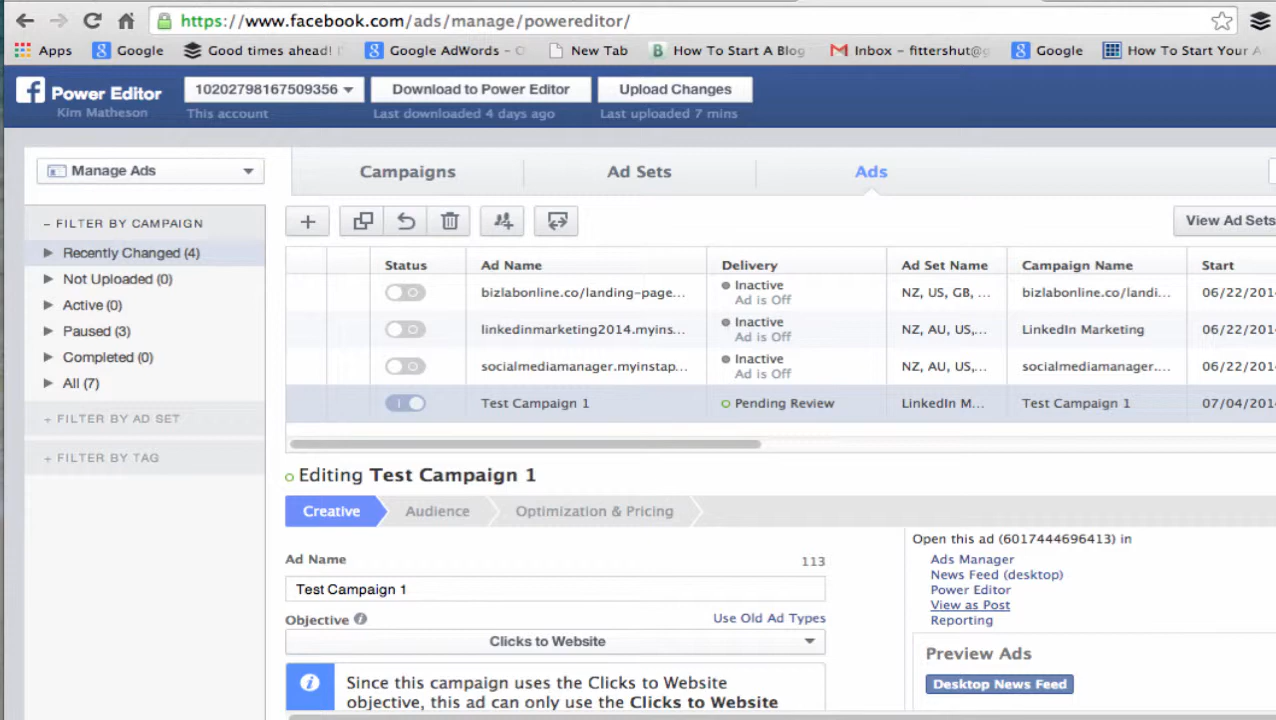 https://www.facebook.com/ads/manage/powereditor/
Apps Google Good times ahead! Google AdWords - New Tab How To Start A Blog Inbox - fittershut@ Google How To Start Your
Power Editor 10202798167509356 Download to Power Editor Upload Changes
Kim Matheson This account Last downloaded 4 days ago Last uploaded 7 mins
Manage Ads Campaigns Ad Sets Ads
– FILTER BY CAMPAIGN View Ad Sets
Recently Changed (4)
Not Uploaded (0)
Active (0)
Paused (3)
Completed (0)
All (7)
+ FILTER BY AD SET
+ FILTER BY TAG
Status Ad Name Delivery Ad Set Name Campaign Name Start
bizlabonline.co/landing-page... Inactive NZ, US, GB, ... bizlabonline.co/landi... 06/22/201
Ad is Off
linkedinmarketing2014.myins... Inactive NZ, AU, US,... LinkedIn Marketing 06/22/201
Ad is Off
socialmediamanager.myinstap... Inactive NZ, AU, US,... socialmediamanager.... 06/22/201
Ad is Off
Test Campaign 1 Pending Review LinkedIn M... Test Campaign 1 07/04/201
Editing Test Campaign 1
Creative Audience Optimization & Pricing
Ad Name 113
Test Campaign 1
Objective Use Old Ad Types
Clicks to Website
Since this campaign uses the Clicks to Website
objective, this ad can only use the Clicks to Website
Open this ad (6017444696413) in
Ads Manager
News Feed (desktop)
Power Editor
View as Post
Reporting
Preview Ads
Desktop News Feed